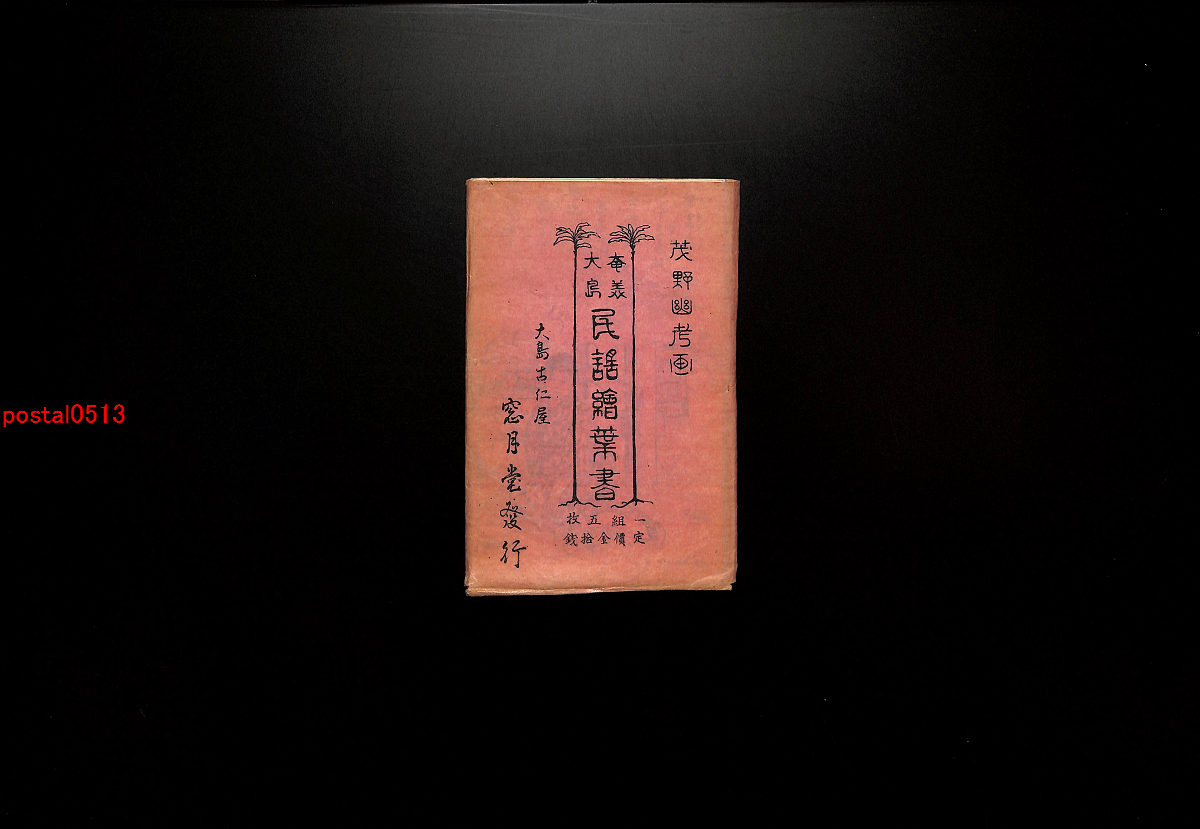 茂野幽考画
奄美
大島
民謡繪葉書
一組五枚
定價金拾錢
大島古仁屋
窓月堂發行
postal0513